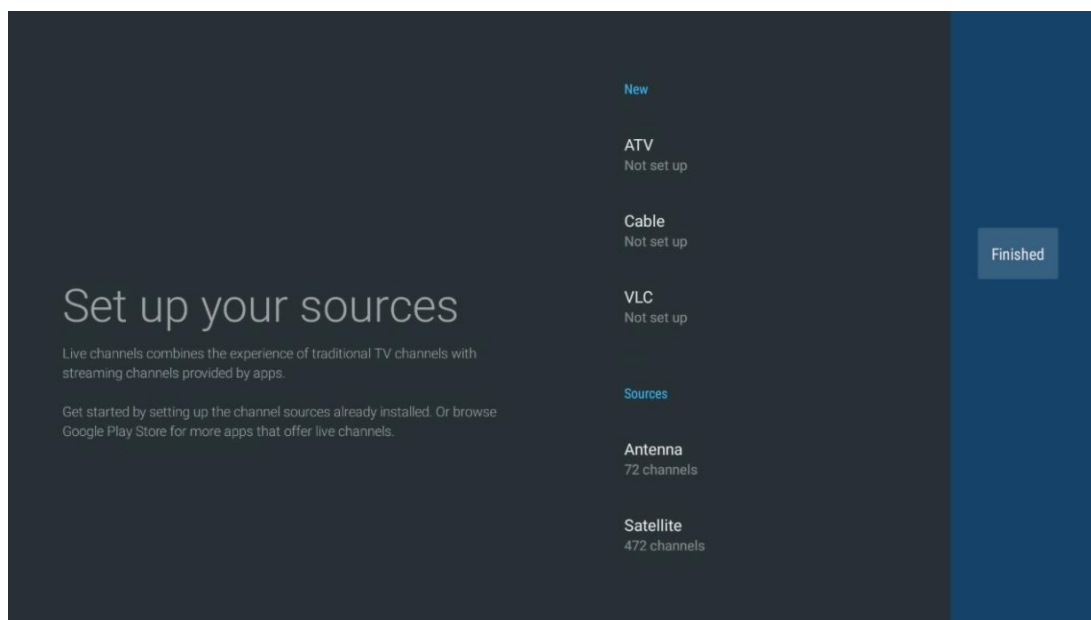 Set up your sources
Live channels combines the experience of traditional TV channels with
streaming channels provided by apps.
Get started by setting up the channel sources already installed. Or browse
Google Play Store for more apps that offer live channels.
New
ATV
Not set up
Cable
Not set up
VLC
Not set up
Sources
Antenna
72 channels
Satellite
472 channels
Finished